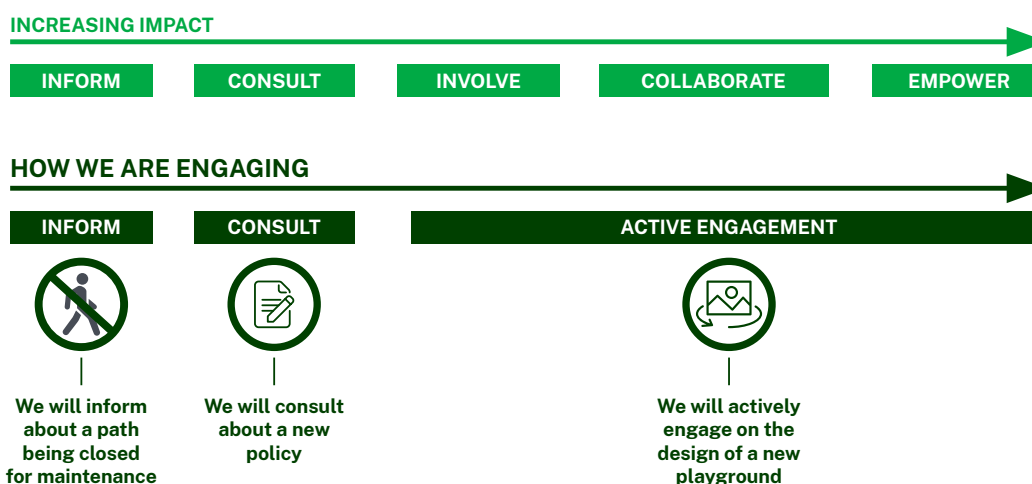 INCREASING IMPACT
INFORM CONSULT INVOLVE COLLABORATE EMPOWER
HOW WE ARE ENGAGING
INFORM CONSULT ACTIVE ENGAGEMENT
We will inform
about a path
being closed
for maintenance
We will consult
about a new
policy
We will actively
engage on the
design of a new
playground